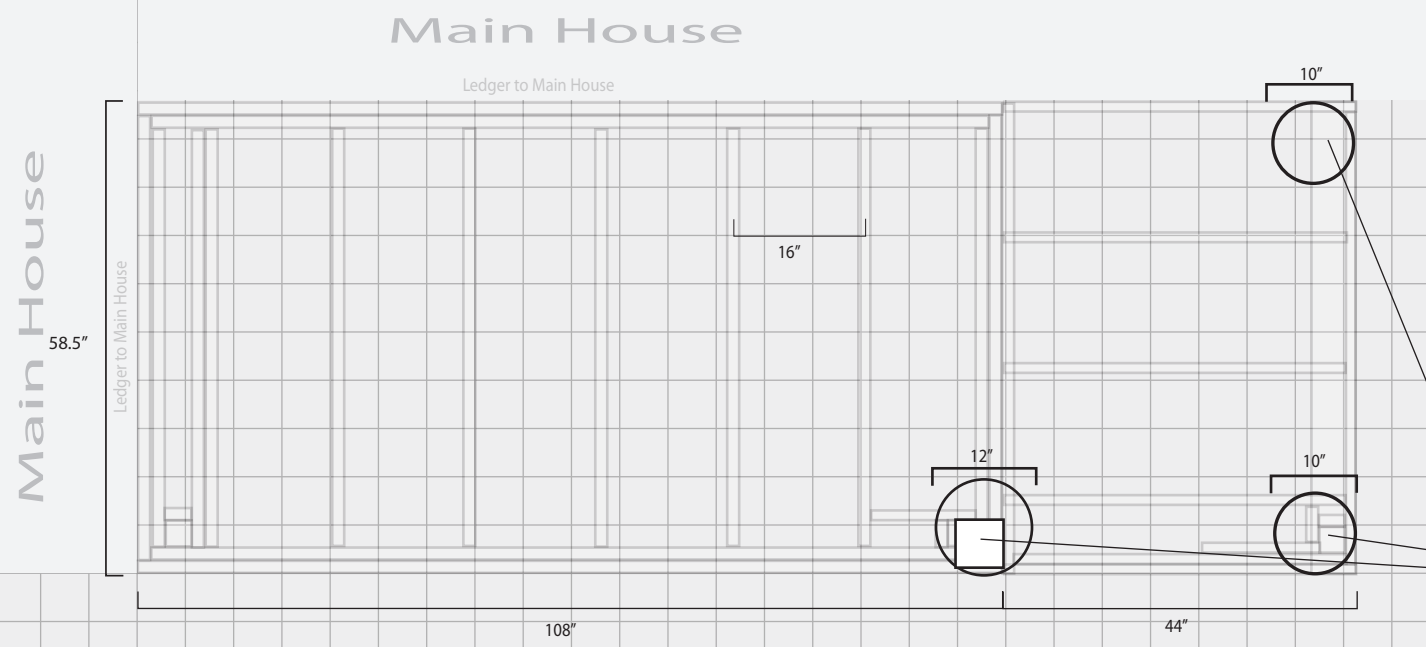 Main House
Ledger to Main House
10”
Main House
Ledger to Main House
58.5”
16”
12”
10”
108”
44”